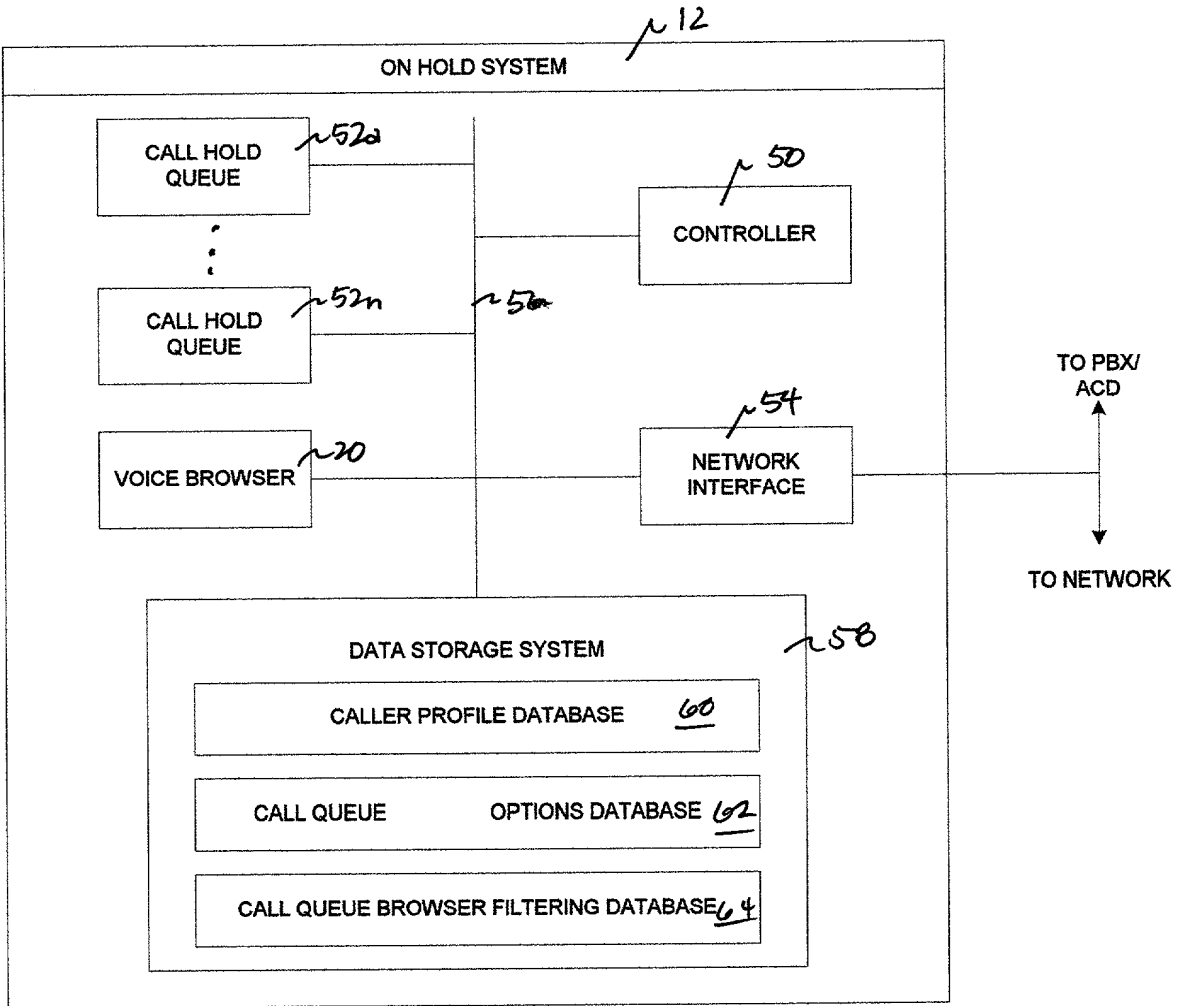 12
ON HOLD SYSTEM
CALL HOLD
QUEUE
52a
50
CONTROLLER
CALL HOLD
QUEUE
52n
56
VOICE BROWSER
20
54
NETWORK
INTERFACE
TO PBX/
ACD
TO NETWORK
DATA STORAGE SYSTEM
58
CALLER PROFILE DATABASE 60
CALL QUEUE OPTIONS DATABASE 62
CALL QUEUE BROWSER FILTERING DATABASE 64